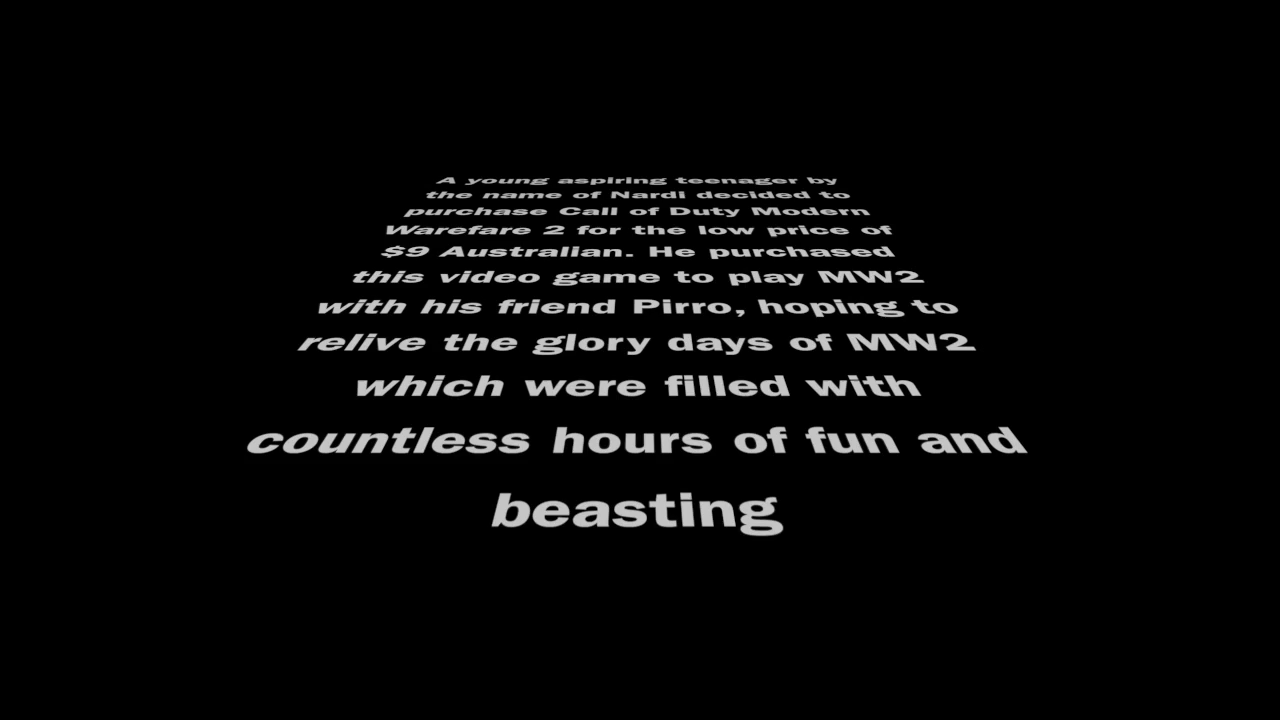 A young aspiring teenager by
the name of Nardi decided to
purchase Call of Duty Modern
Warefare 2 for the low price of
$9 Australian. He purchased
this video game to play MW2
with his friend Pirro, hoping to
relive the glory days of MW2
which were filled with
countless hours of fun and
beasting